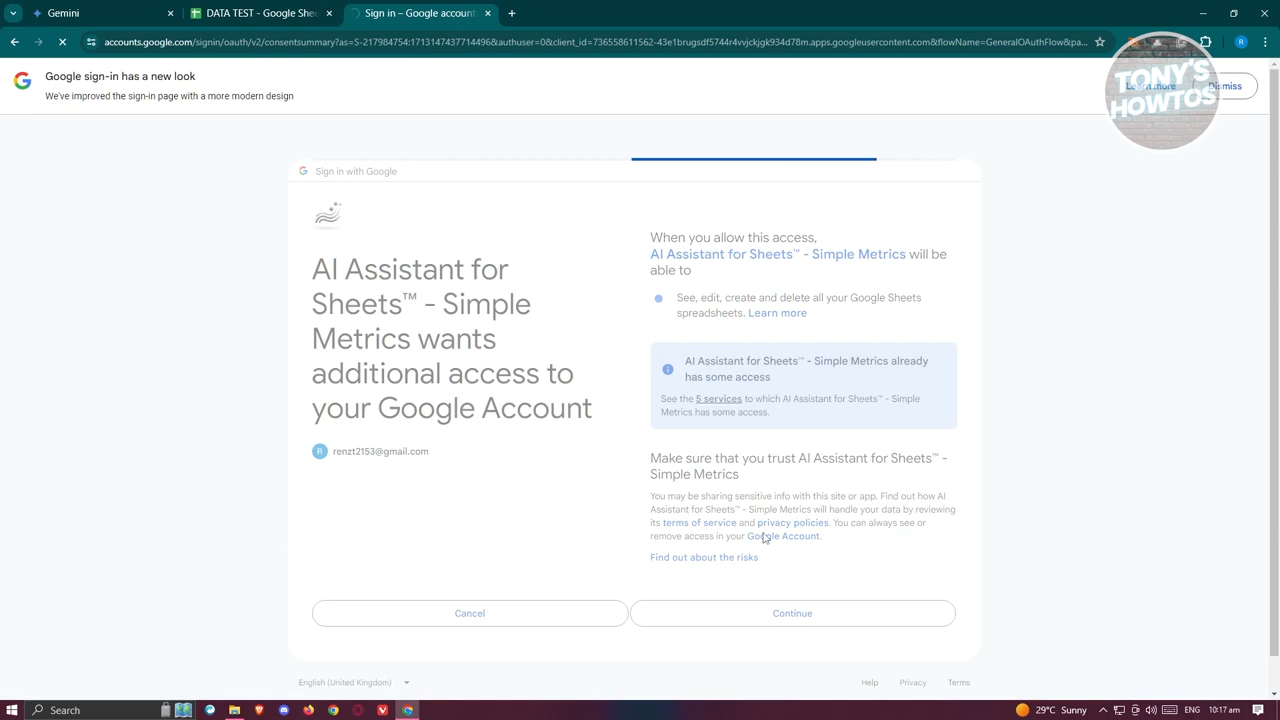 Gemini
DATA TEST - Google She
Sign in - Google account
accounts.google.com/signin/oauth/v2/consentsummary?as=S-217984754:1713147437714496&authuser=0&client_id=736558611562-43e1brugsdf5744r4vvjckjgk934d78m.apps.googleusercontent.com&flowName=GeneralOAuthFlow&pa...
Google sign-in has a new look
We've improved the sign-in page with a more modern design
Learn more
Dismiss
TONY'S
HOWTOS
Sign in with Google
AI Assistant for
Sheets™ - Simple
Metrics wants
additional access to
your Google Account
R
renzt2153@gmail.com
When you allow this access,
AI Assistant for Sheets™ - Simple Metrics will be
able to
See, edit, create and delete all your Google Sheets
spreadsheets. Learn more
AI Assistant for Sheets™ - Simple Metrics already
has some access
See the 5 services to which AI Assistant for Sheets™ - Simple
Metrics has some access.
Make sure that you trust AI Assistant for Sheets™ -
Simple Metrics
You may be sharing sensitive info with this site or app. Find out how AI
Assistant for Sheets™ - Simple Metrics will handle your data by reviewing
its terms of service and privacy policies. You can always see or
remove access in your Google Account.
Find out about the risks
Cancel
Continue
English (United Kingdom)
Help
Privacy
Terms
Search
29°C Sunny
ENG
10:17 am